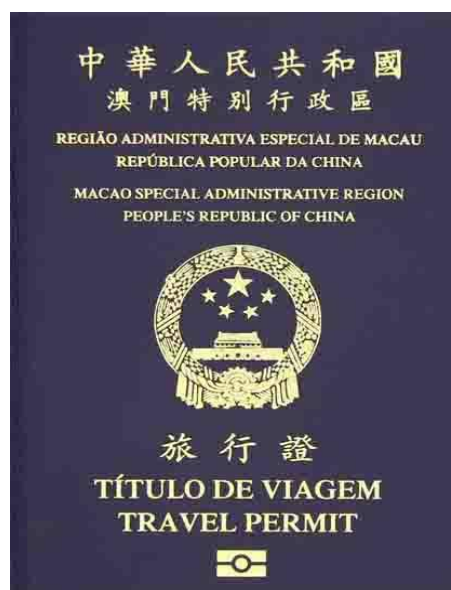 中華人民共和國
澳門特別行政區
REGIÃO ADMINISTRATIVA ESPECIAL DE MACAU
REPÚBLICA POPULAR DA CHINA
MACAO SPECIAL ADMINISTRATIVE REGION
PEOPLE'S REPUBLIC OF CHINA
旅行證
TÍTULO DE VIAGEM
TRAVEL PERMIT